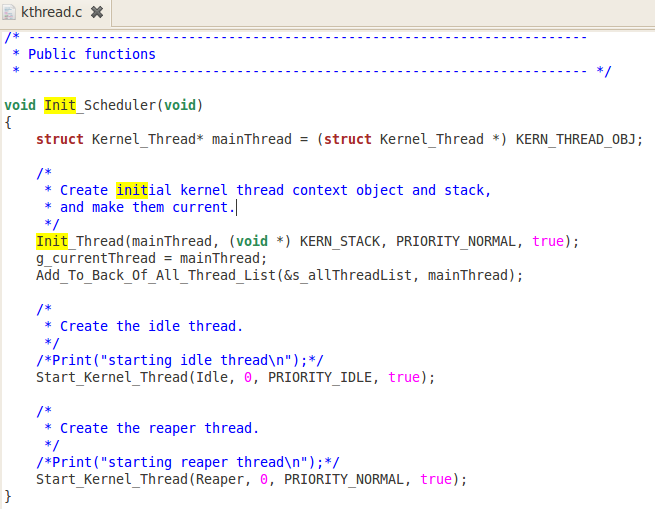 kthread.c
/* ---------------------------------------------------------------------
 * Public functions
 * --------------------------------------------------------------------- */
void Init_Scheduler(void)
{
    struct Kernel_Thread* mainThread = (struct Kernel_Thread *) KERN_THREAD_OBJ;
    /*
     * Create initial kernel thread context object and stack,
     * and make them current.
     */
    Init_Thread(mainThread, (void *) KERN_STACK, PRIORITY_NORMAL, true);
    g_currentThread = mainThread;
    Add_To_Back_Of_All_Thread_List(&s_allThreadList, mainThread);
    /*
     * Create the idle thread.
     */
    /*Print("starting idle thread\n");*/
    Start_Kernel_Thread(Idle, 0, PRIORITY_IDLE, true);
    /*
     * Create the reaper thread.
     */
    /*Print("starting reaper thread\n");*/
    Start_Kernel_Thread(Reaper, 0, PRIORITY_NORMAL, true);
}